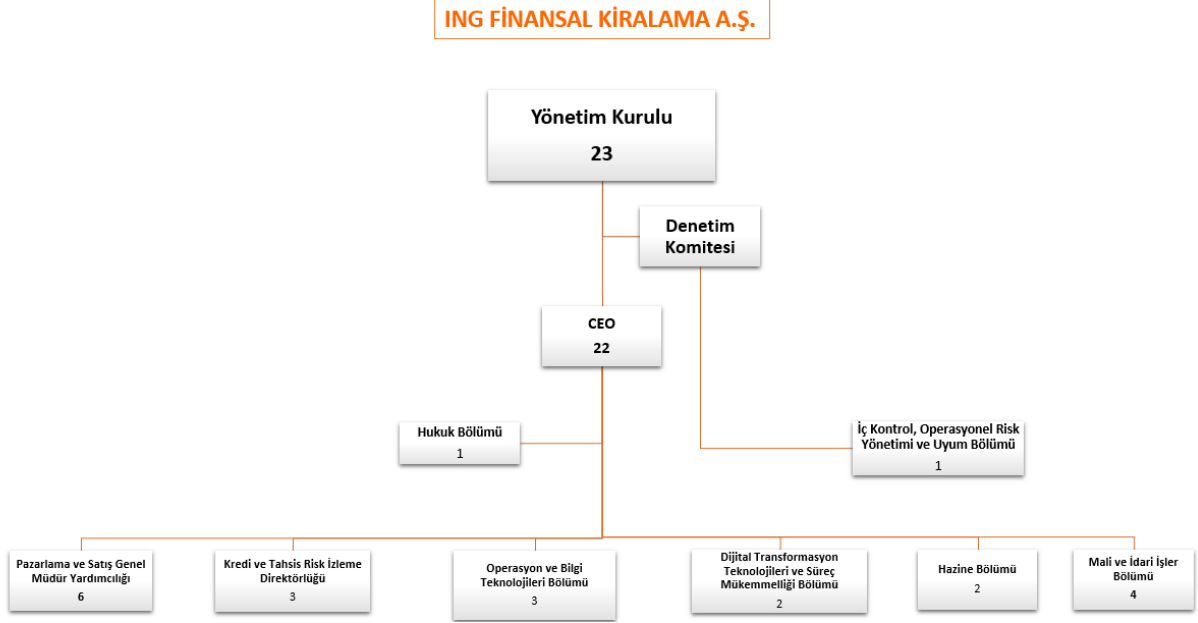 ING FİNANSAL KİRALAMA A.Ş.
Yönetim Kurulu
23
Denetim
Komitesi
CEO
22
Hukuk Bölümü
1
İç Kontrol, Operasyonel Risk
Yönetimi ve Uyum Bölümü
1
Pazarlama ve Satış Genel
Müdür Yardımcılığı
6
Kredi ve Tahsis Risk İzleme
Direktörlüğü
3
Operasyon ve Bilgi
Teknolojileri Bölümü
3
Dijital Transformasyon
Teknolojileri ve Süreç
Mükemmelliği Bölümü
2
Hazine Bölümü
2
Mali ve İdari İşler
Bölümü
4